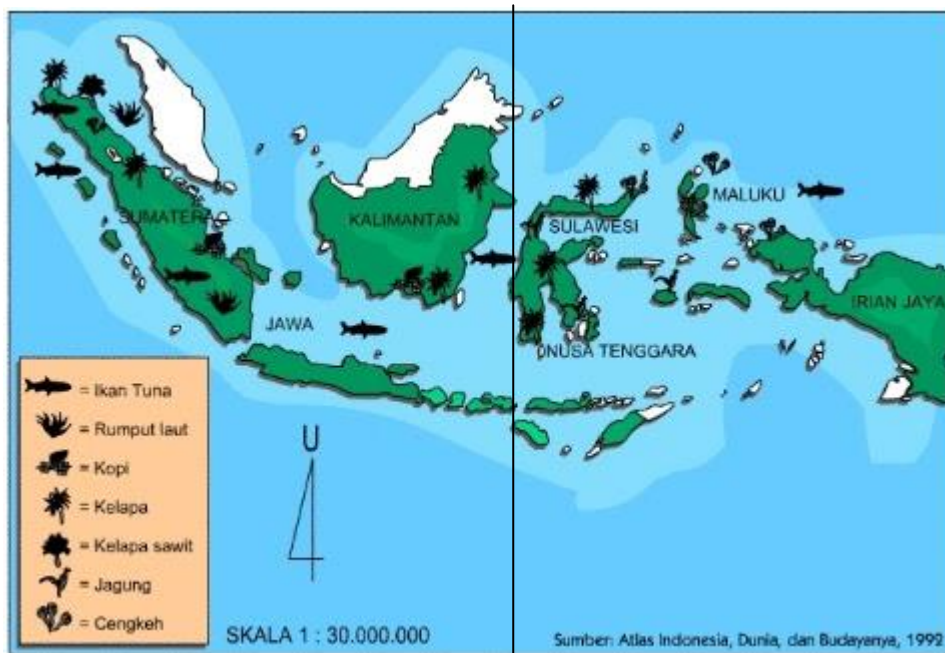 MALUKU
SUMATERA
KALIMANTAN
SULAWESI
IRIAN JAYA
JAWA
NUSA TENGGARA
= Ikan Tuna
= Rumput laut
= Kopi
= Kelapa
= Kelapa sawit
= Jagung
= Cengkeh
U
SKALA 1 : 30.000.000
Sumber: Atlas Indonesia, Dunia, dan Budayanya, 1992